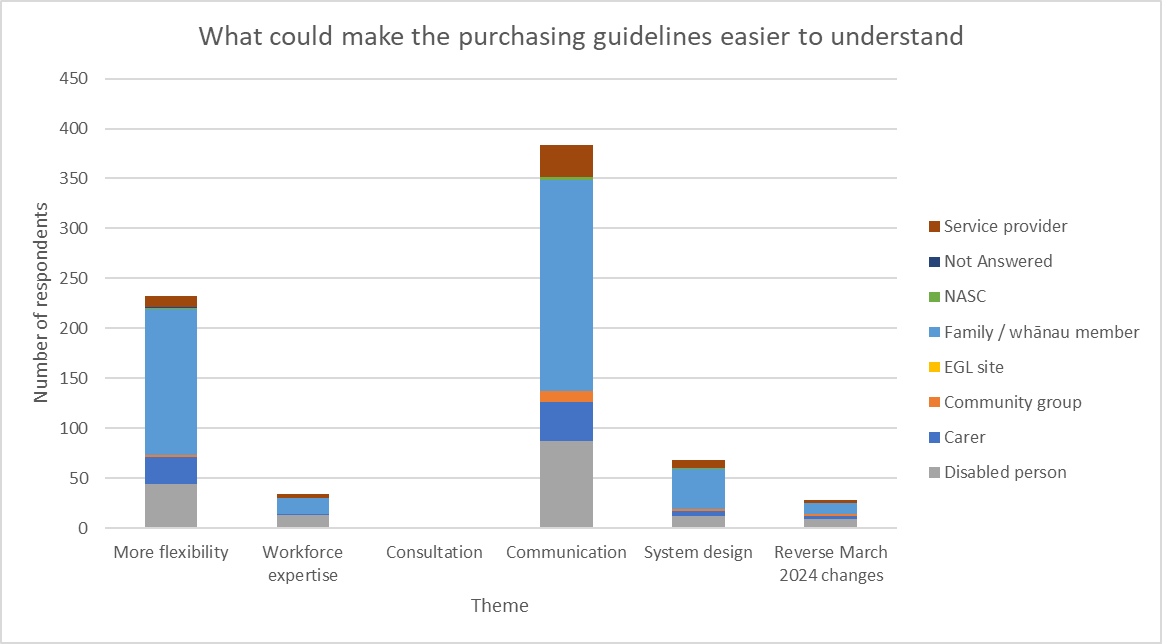 What could make the purchasing guidelines easier to understand
Number of respondents
450
400
350
300
250
200
150
100
50
0
More flexibility
Workforce
expertise
Consultation
Communication
System design
Reverse March
2024 changes
Theme
Service provider
Not Answered
NASC
Family / whānau member
EGL site
Community group
Carer
Disabled person